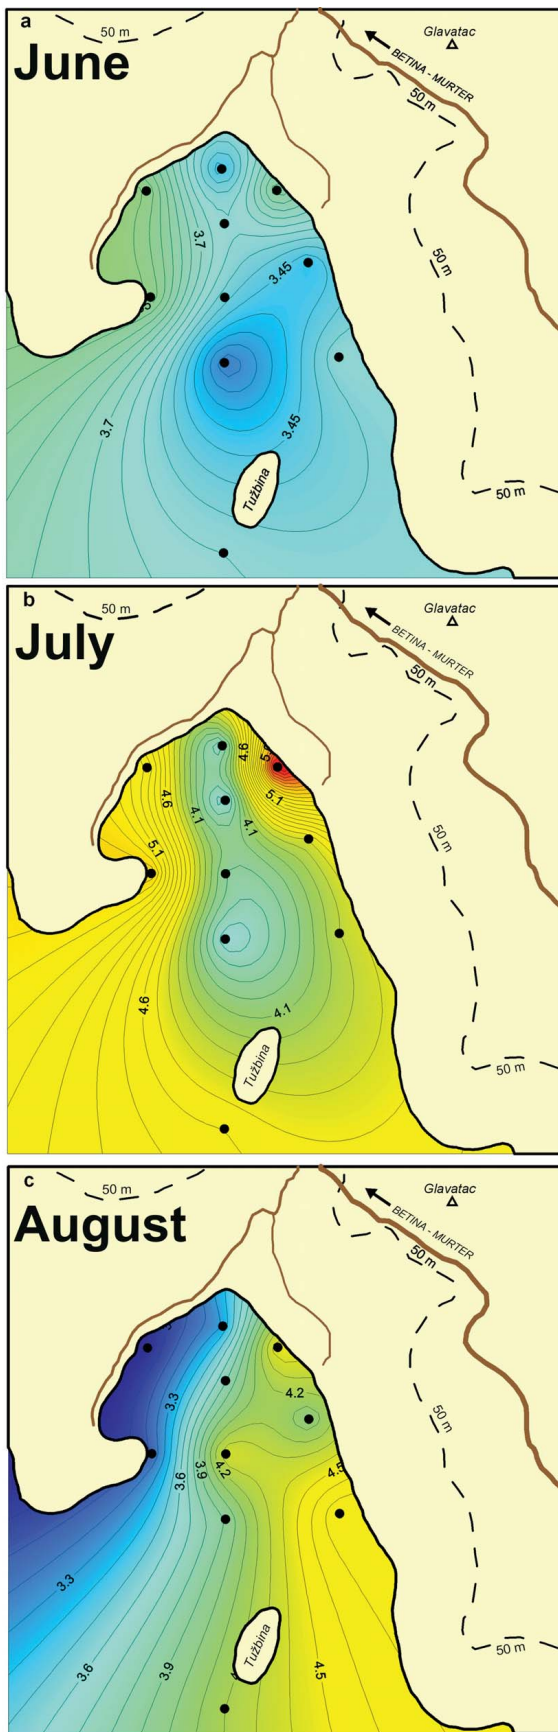 a
June
50 m
Glavatac
BETINA - MURTER
50 m
50 m
3.7
3.45
3.7
3.45
Tužbina
50 m
b
July
50 m
Glavatac
BETINA - MURTER
50 m
4.6
5.1
4.6
4.1
4.1
50 m
5.1
4.6
4.1
Tužbina
50 m
c
August
50 m
Glavatac
BETINA - MURTER
50 m
4.2
3.3
50 m
3.6
3.9
4.2
4.5
3.3
3.6
3.9
4.5
Tužbina
50 m